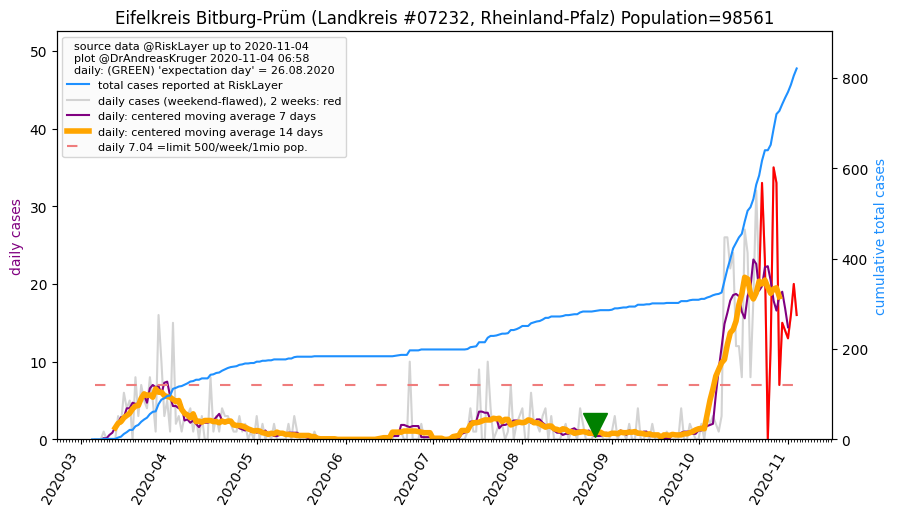 Eifelkreis Bitburg-Prüm (Landkreis #07232, Rheinland-Pfalz) Population=98561
source data @RiskLayer up to 2020-11-04
plot @DrAndreasKruger 2020-11-04 06:58
daily: (GREEN) 'expectation day' = 26.08.2020
total cases reported at RiskLayer
daily cases (weekend-flawed), 2 weeks: red
daily: centered moving average 7 days
daily: centered moving average 14 days
daily 7.04 =limit 500/week/1mio pop.
daily cases
50
40
30
20
10
0
cumulative total cases
800
600
400
200
0
2020-03
2020-04
2020-05
2020-06
2020-07
2020-08
2020-09
2020-10
2020-11